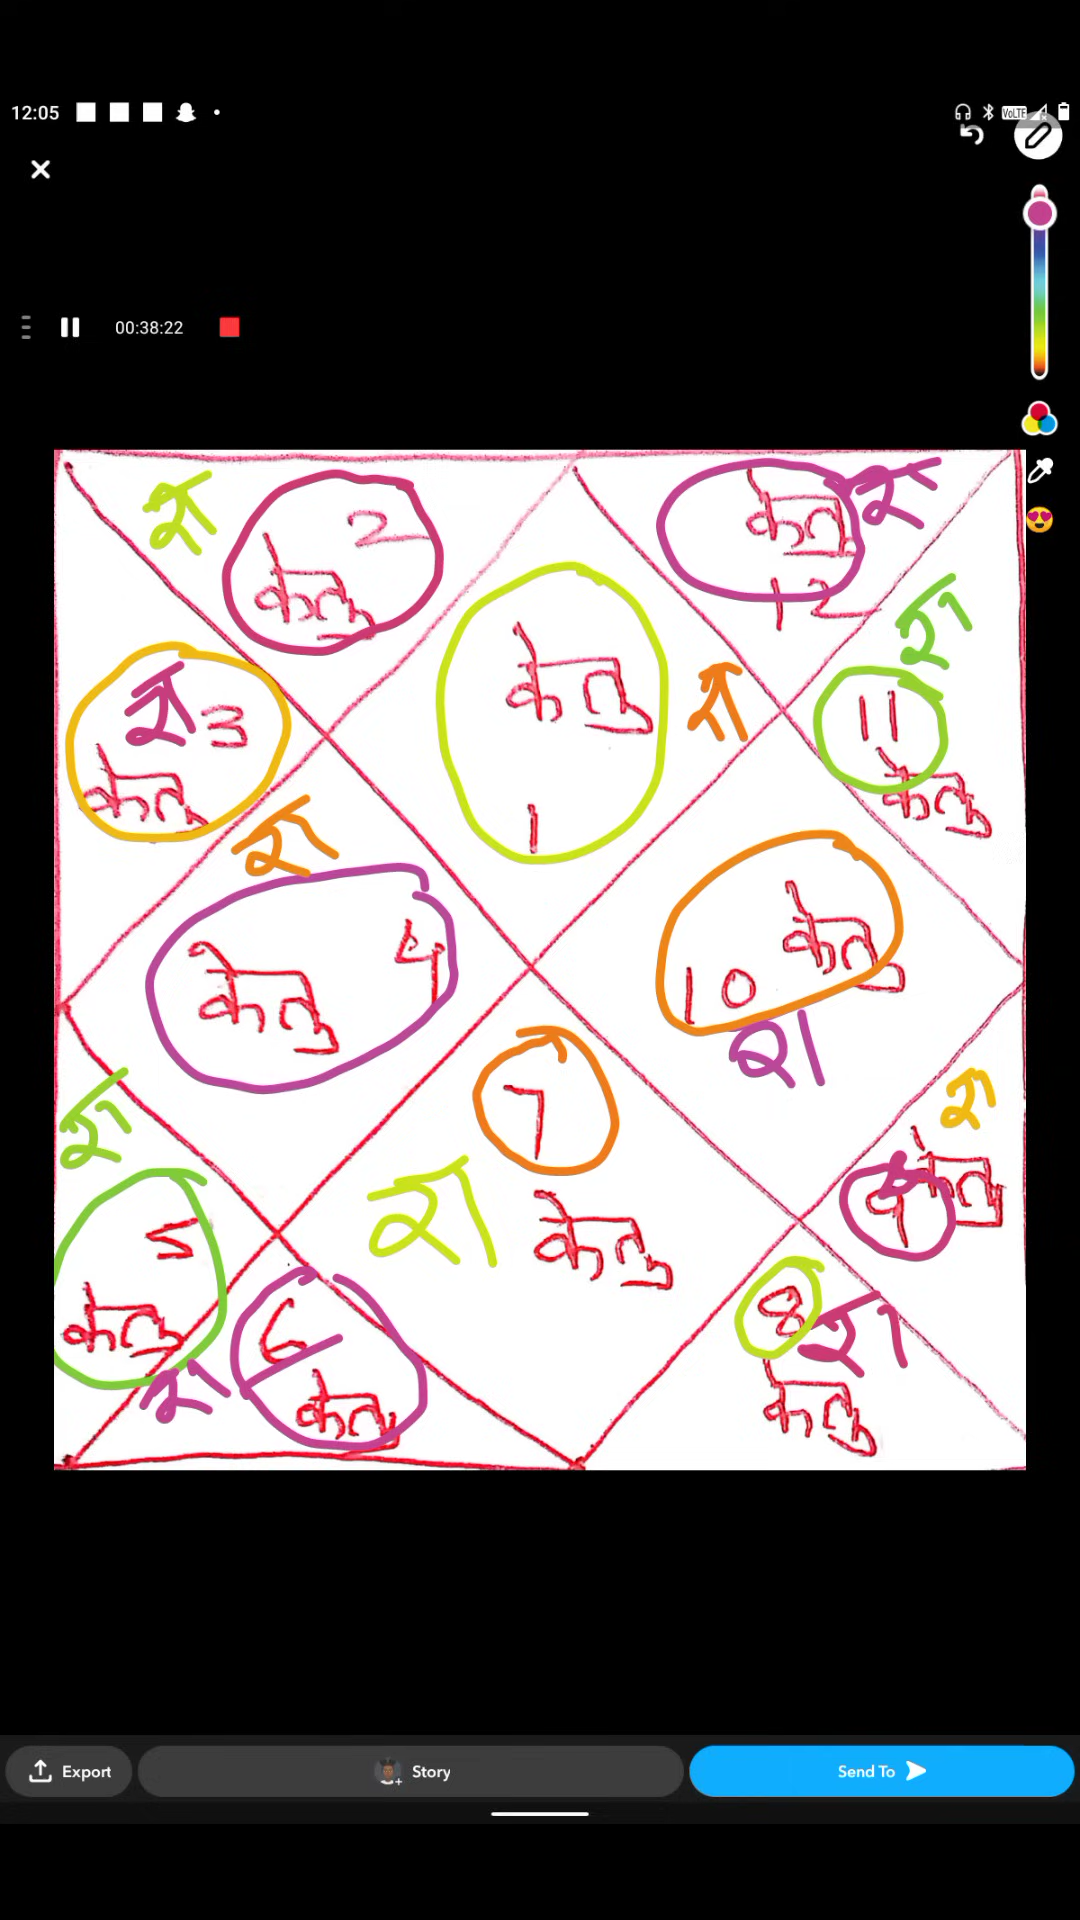 12:05
VoLTE
00:38:22
रा
2
केतु
केतु
रा
12
रा
रा
3
केतु
केतु
1
रा
11
केतु
रा
केतु
4
केतु
10
रा
7
रा
रा
केतु
9
केतु
रा
5
केतु
रा
6
केतु
8
रा
केतु
Export
Story
Send To